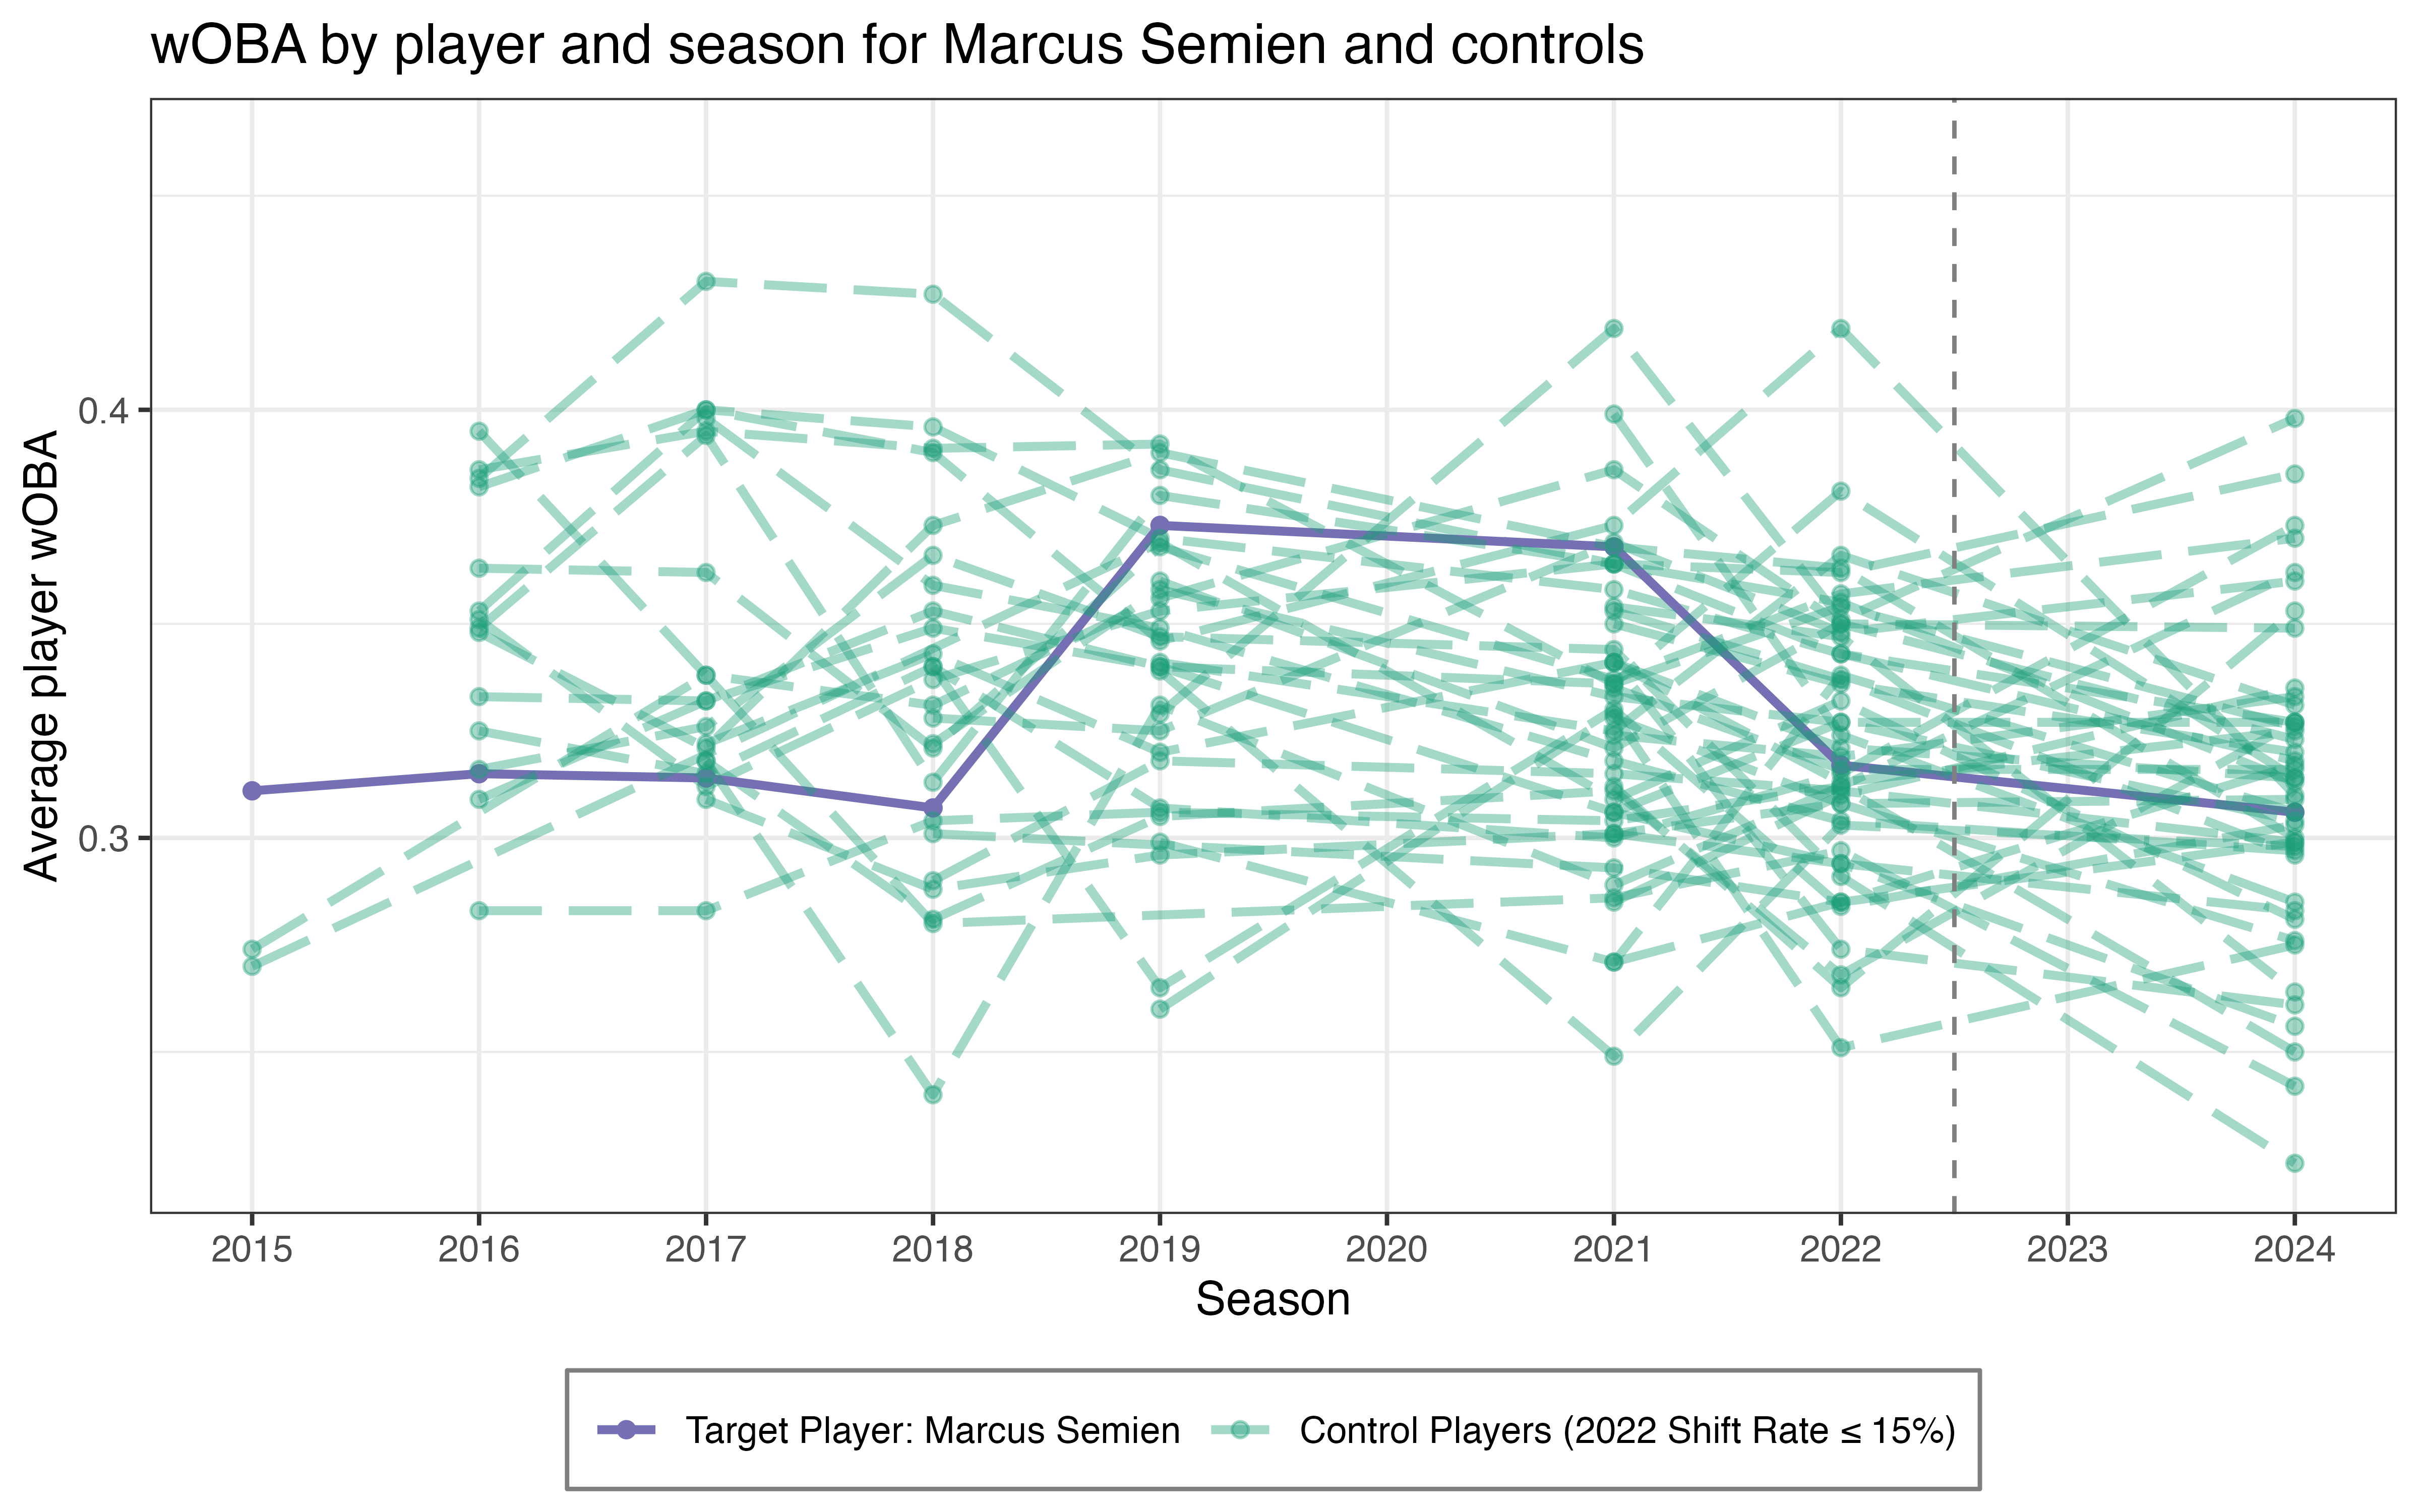 wOBA by player and season for Marcus Semien and controls
Average player wOBA
0.4
0.3
2015 2016 2017 2018 2019 2020 2021 2022 2023 2024
Season
Target Player: Marcus Semien Control Players (2022 Shift Rate ≤ 15%)